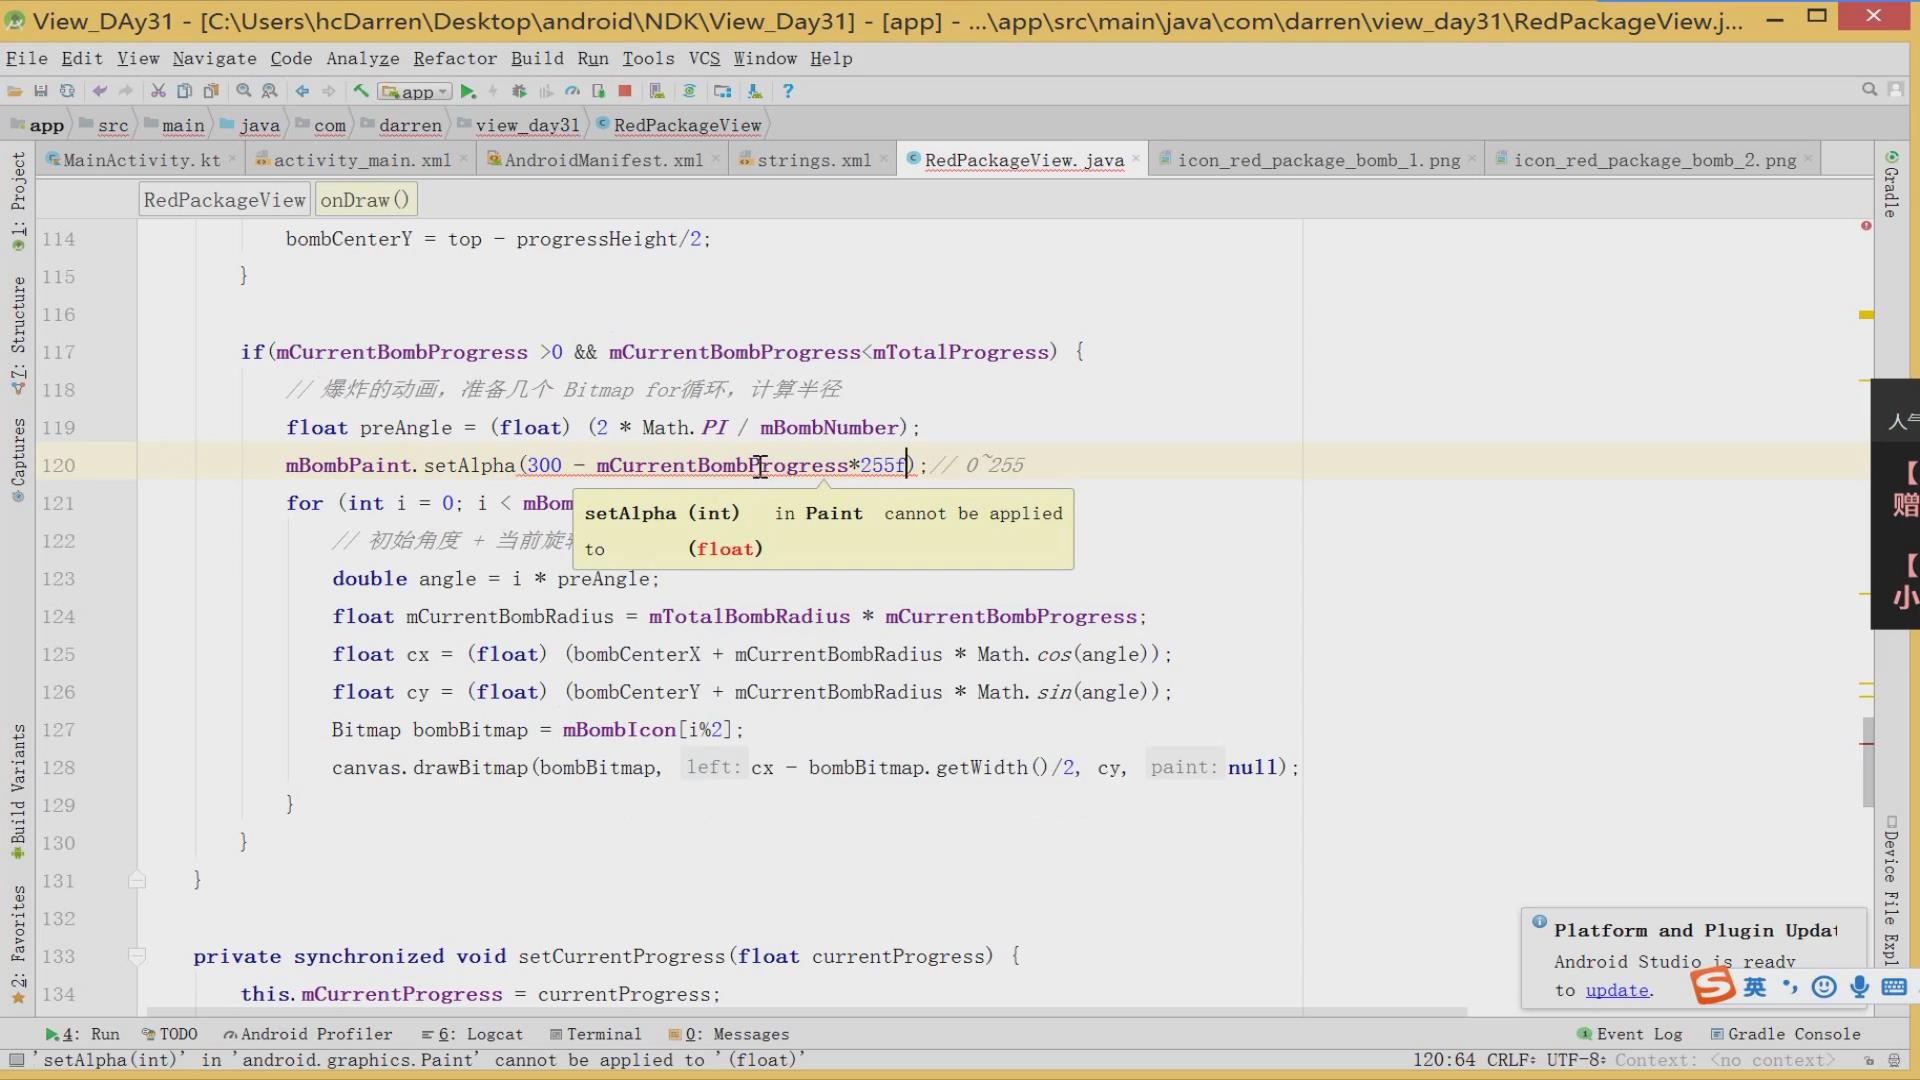 View_DAy31 - [C:\Users\hcDarren\Desktop\android\NDK\View_Day31] - [app] - ...\app\src\main\java\com\darren\view_day31\RedPackageView.j...
File Edit View Navigate Code Analyze Refactor Build Run Tools VCS Window Help
app
app src main java com darren view_day31 RedPackageView
MainActivity.kt activity_main.xml AndroidManifest.xml strings.xml RedPackageView.java icon_red_package_bomb_1.png icon_red_package_bomb_2.png
RedPackageView onDraw()
1: Project
7: Structure
Captures
Build Variants
2: Favorites
Gradle
Device File Expl
114 bombCenterY = top - progressHeight/2;
115 }
116
117 if(mCurrentBombProgress >0 && mCurrentBombProgress<mTotalProgress) {
118 // 爆炸的动画，准备几个 Bitmap for循环，计算半径
119 float preAngle = (float) (2 * Math.PI / mBombNumber);
120 mBombPaint.setAlpha(300 - mCurrentBombProgress*255f);// 0~255
121 for (int i = 0; i < mBom
setAlpha (int) in Paint cannot be applied
to (float)
122 // 初始角度 + 当前旋
123 double angle = i * preAngle;
124 float mCurrentBombRadius = mTotalBombRadius * mCurrentBombProgress;
125 float cx = (float) (bombCenterX + mCurrentBombRadius * Math.cos(angle));
126 float cy = (float) (bombCenterY + mCurrentBombRadius * Math.sin(angle));
127 Bitmap bombBitmap = mBombIcon[i%2];
128 canvas.drawBitmap(bombBitmap, left: cx - bombBitmap.getWidth()/2, cy, paint: null);
129 }
130 }
131 }
132
133 private synchronized void setCurrentProgress(float currentProgress) {
134 this.mCurrentProgress = currentProgress;
人气
【
赠
【
小
Platform and Plugin Updat
Android Studio is ready
to update.
英
4: Run TODO Android Profiler 6: Logcat Terminal 0: Messages Event Log Gradle Console
'setAlpha(int)' in 'android.graphics.Paint' cannot be applied to '(float)' 120:64 CRLF UTF-8 Context: <no context>